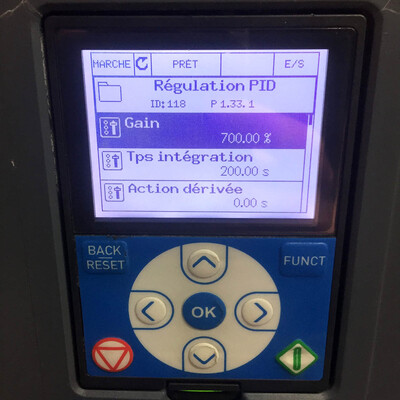 MARCHE PRÊT E/S
Régulation PID
ID:118 P 1.33.1
Gain
700.00 %
Tps intégration
200.00 s
Action dérivée
0.00 s
BACK
RESET
FUNCT
OK